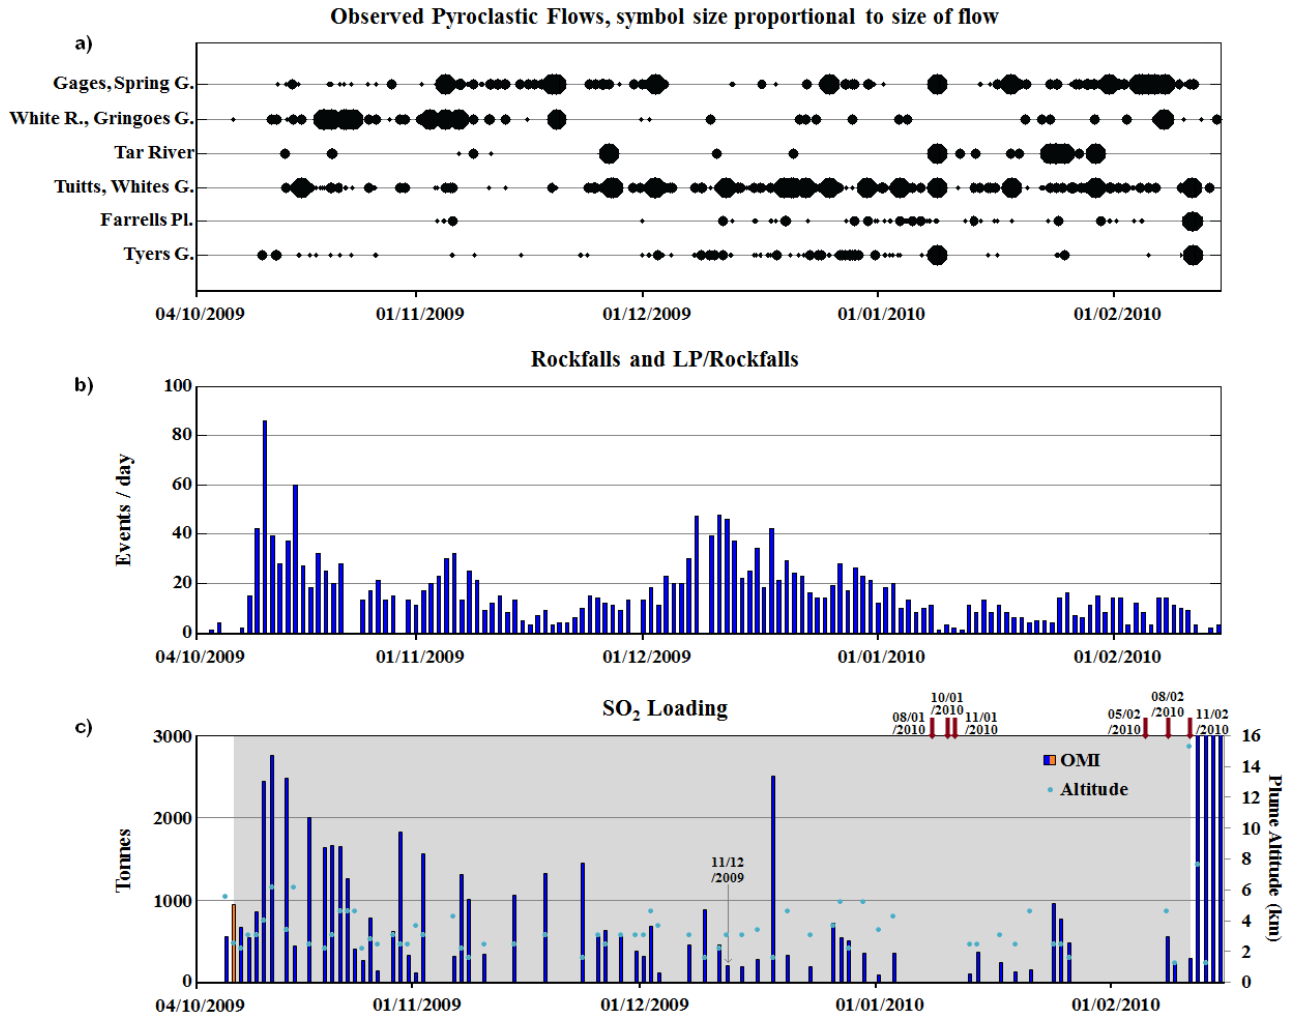 Observed Pyroclastic Flows, symbol size proportional to size of flow
a)
Gages, Spring G.
White R., Gringoes G.
Tar River
Tuitts, Whites G.
Farrells Pl.
Tyers G.
04/10/2009 01/11/2009 01/12/2009 01/01/2010 01/02/2010
Rockfalls and LP/Rockfalls
b)
Events / day
100
80
60
40
20
0
04/10/2009 01/11/2009 01/12/2009 01/01/2010 01/02/2010
SO2 Loading
c)
08/01
/2010
10/01
/2010
11/01
/2010
05/02
/2010
08/02
/2010
11/02
/2010
Tonnes
3000
2000
1000
0
OMI
Altitude
11/12
/2009
16
14
12
10
8
6
4
2
0
Plume Altitude (km)
04/10/2009 01/11/2009 01/12/2009 01/01/2010 01/02/2010